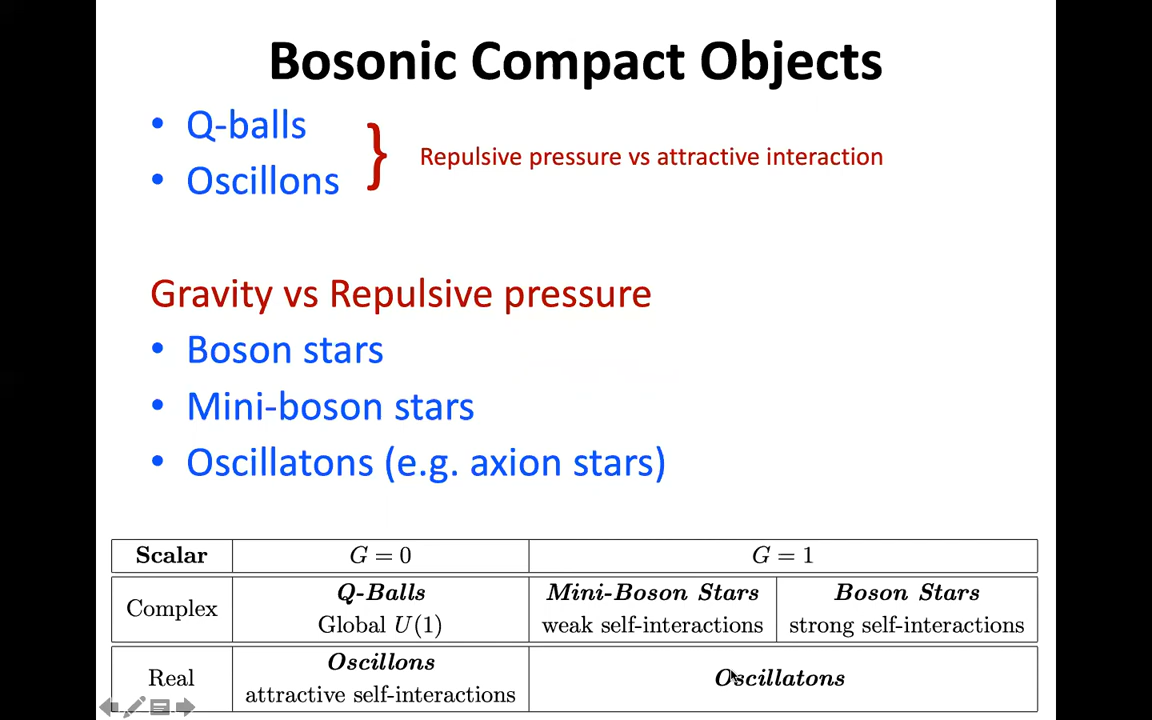 Bosonic Compact Objects
• Q-balls
• Oscillons
} Repulsive pressure vs attractive interaction
Gravity vs Repulsive pressure
• Boson stars
• Mini-boson stars
• Oscillatons (e.g. axion stars)
Scalar G = 0 G = 1
Q-Balls Mini-Boson Stars Boson Stars
Complex
Global U(1) weak self-interactions strong self-interactions
Oscillons
Real Oscillatons
attractive self-interactions